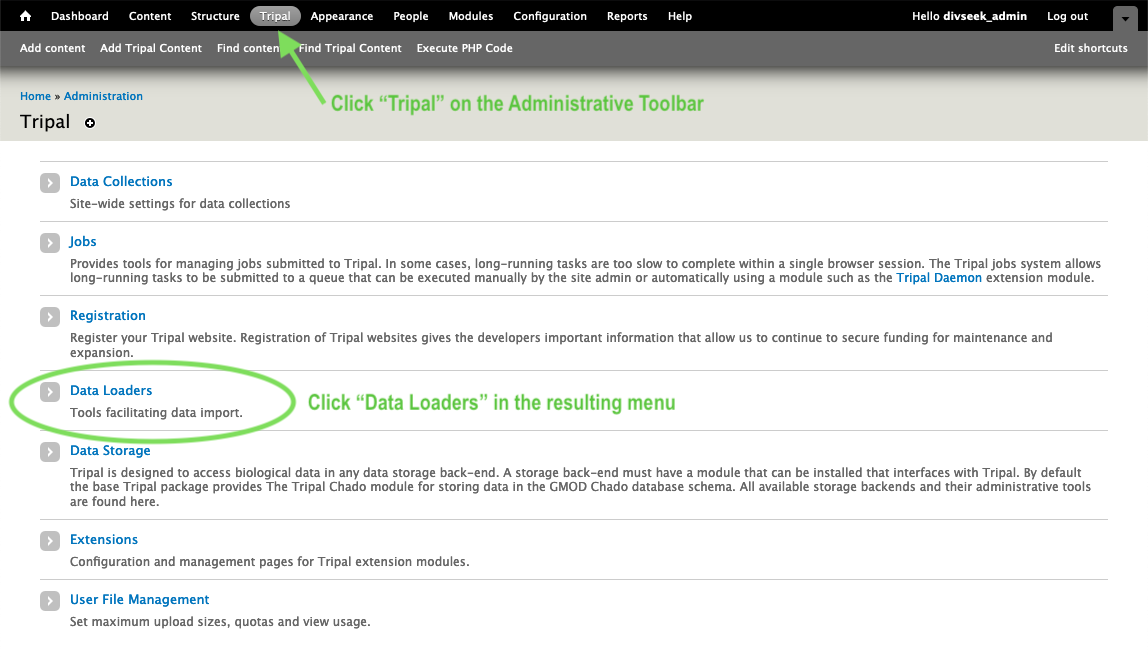 Dashboard Content Structure Tripal Appearance People Modules Configuration Reports Help Hello divseek_admin Log out
Add content Add Tripal Content Find conten Find Tripal Content Execute PHP Code Edit shortcuts
Home » Administration
Click “Tripal” on the Administrative Toolbar
Tripal
Data Collections
Site-wide settings for data collections
Jobs
Provides tools for managing jobs submitted to Tripal. In some cases, long-running tasks are too slow to complete within a single browser session. The Tripal jobs system allows
long-running tasks to be submitted to a queue that can be executed manually by the site admin or automatically using a module such as the Tripal Daemon extension module.
Registration
Register your Tripal website. Registration of Tripal websites gives the developers important information that allow us to continue to secure funding for maintenance and
expansion.
Data Loaders
Click “Data Loaders” in the resulting menu
Tools facilitating data import.
Data Storage
Tripal is designed to access biological data in any data storage back-end. A storage back-end must have a module that can be installed that interfaces with Tripal. By default
the base Tripal package provides The Tripal Chado module for storing data in the GMOD Chado database schema. All available storage backends and their administrative tools
are found here.
Extensions
Configuration and management pages for Tripal extension modules.
User File Management
Set maximum upload sizes, quotas and view usage.